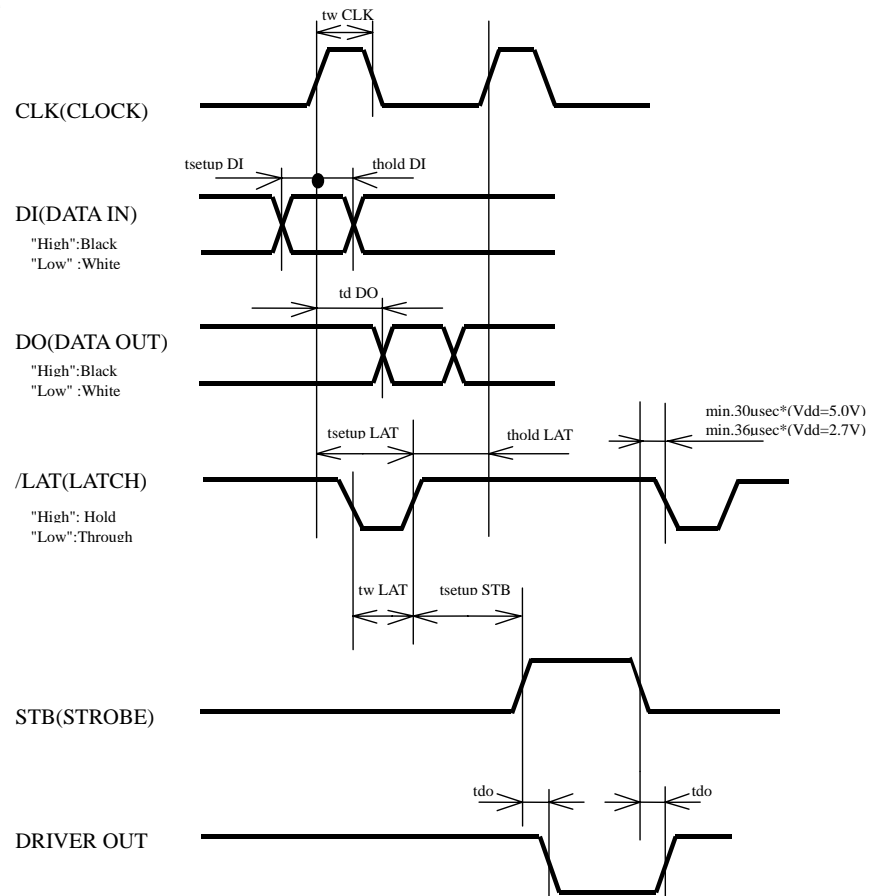 tw CLK
CLK(CLOCK)
tsetup DI
thold DI
DI(DATA IN)
"High":Black
"Low" :White
td DO
DO(DATA OUT)
"High":Black
"Low" :White
min.30μsec*(Vdd=5.0V)
min.36μsec*(Vdd=2.7V)
tsetup LAT
thold LAT
/LAT(LATCH)
"High": Hold
"Low":Through
tw LAT
tsetup STB
STB(STROBE)
tdo
tdo
DRIVER OUT